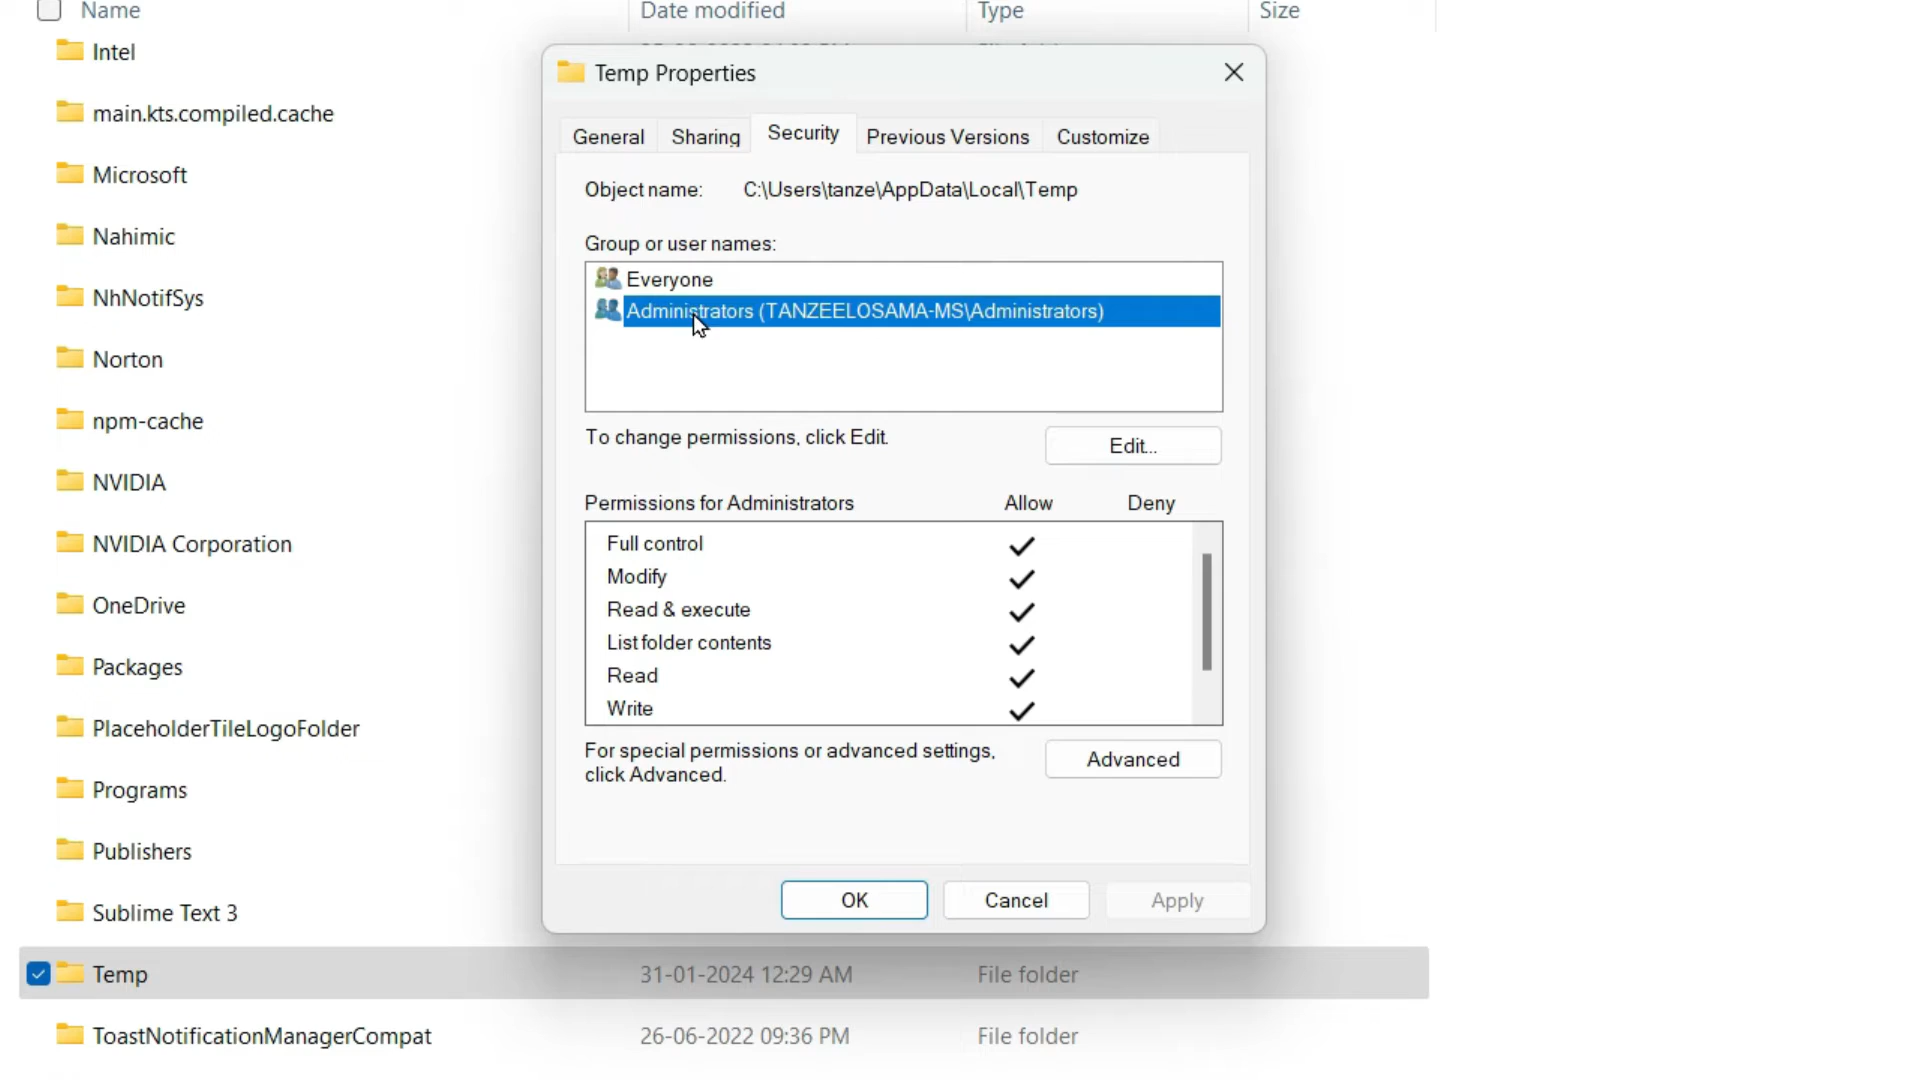 Name Date modified Type Size
Intel
main.kts.compiled.cache
Microsoft
Nahimic
NhNotifSys
Norton
npm-cache
NVIDIA
NVIDIA Corporation
OneDrive
Packages
PlaceholderTileLogoFolder
Programs
Publishers
Sublime Text 3
Temp 31-01-2024 12:29 AM File folder
ToastNotificationManagerCompat 26-06-2022 09:36 PM File folder
Temp Properties
General Sharing Security Previous Versions Customize
Object name: C:\Users\tanze\AppData\Local\Temp
Group or user names:
Everyone
Administrators (TANZEELOSAMA-MS\Administrators)
To change permissions, click Edit.
Edit...
Permissions for Administrators Allow Deny
Full control
Modify
Read & execute
List folder contents
Read
Write
For special permissions or advanced settings,
click Advanced.
Advanced
OK Cancel Apply